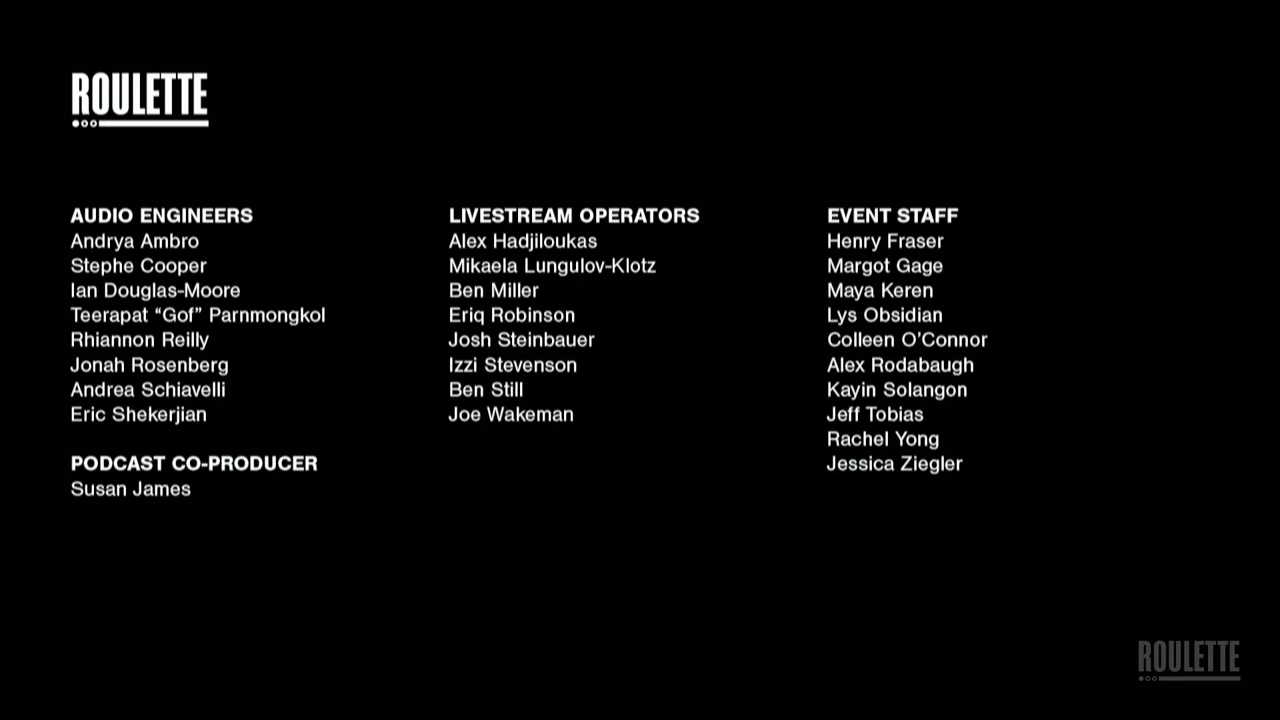 ROULETTE
AUDIO ENGINEERS
Andrya Ambro
Stephe Cooper
Ian Douglas-Moore
Teerapat “Gof” Parnmongkol
Rhiannon Reilly
Jonah Rosenberg
Andrea Schiavelli
Eric Shekerjian
PODCAST CO-PRODUCER
Susan James
LIVESTREAM OPERATORS
Alex Hadjiloukas
Mikaela Lungulov-Klotz
Ben Miller
Eriq Robinson
Josh Steinbauer
Izzi Stevenson
Ben Still
Joe Wakeman
EVENT STAFF
Henry Fraser
Margot Gage
Maya Keren
Lys Obsidian
Colleen O’Connor
Alex Rodabaugh
Kayin Solangon
Jeff Tobias
Rachel Yong
Jessica Ziegler
ROULETTE